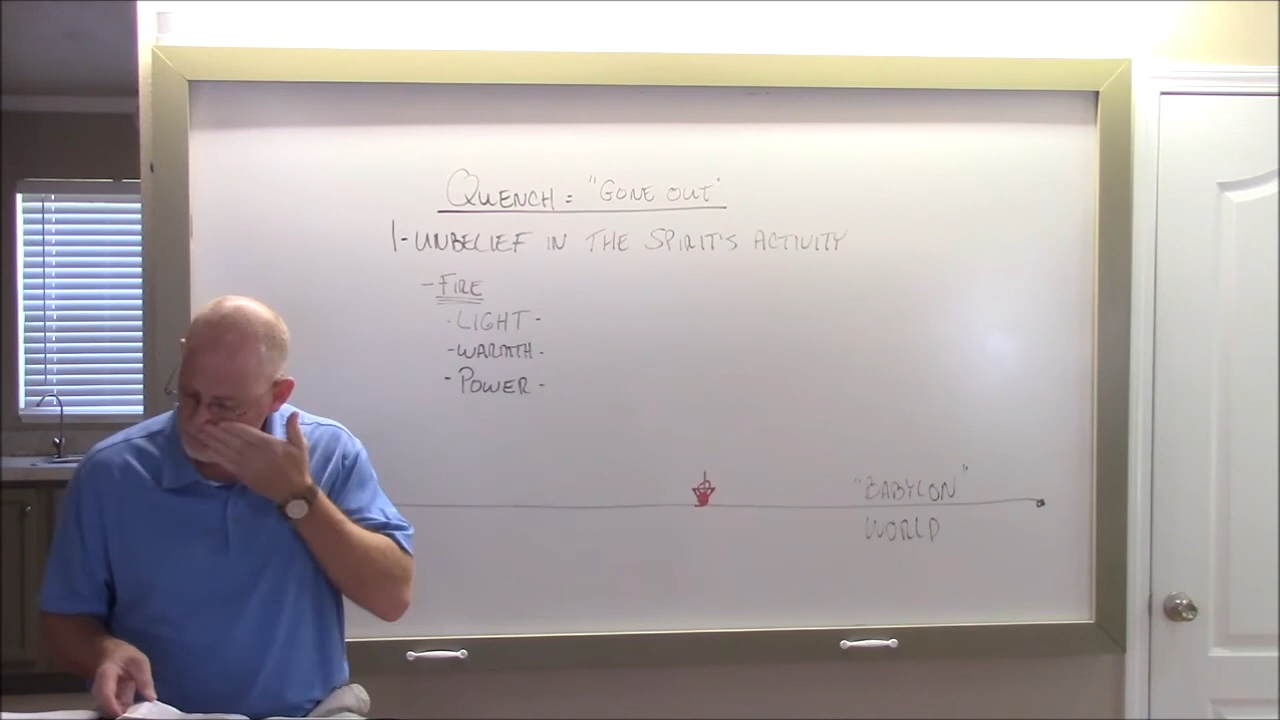 QUENCH = "GONE OUT"
1-UNBELIEF IN THE SPIRIT'S ACTIVITY
-FIRE
-LIGHT-
-WARMTH-
-POWER-
"BABYLON"
WORLD